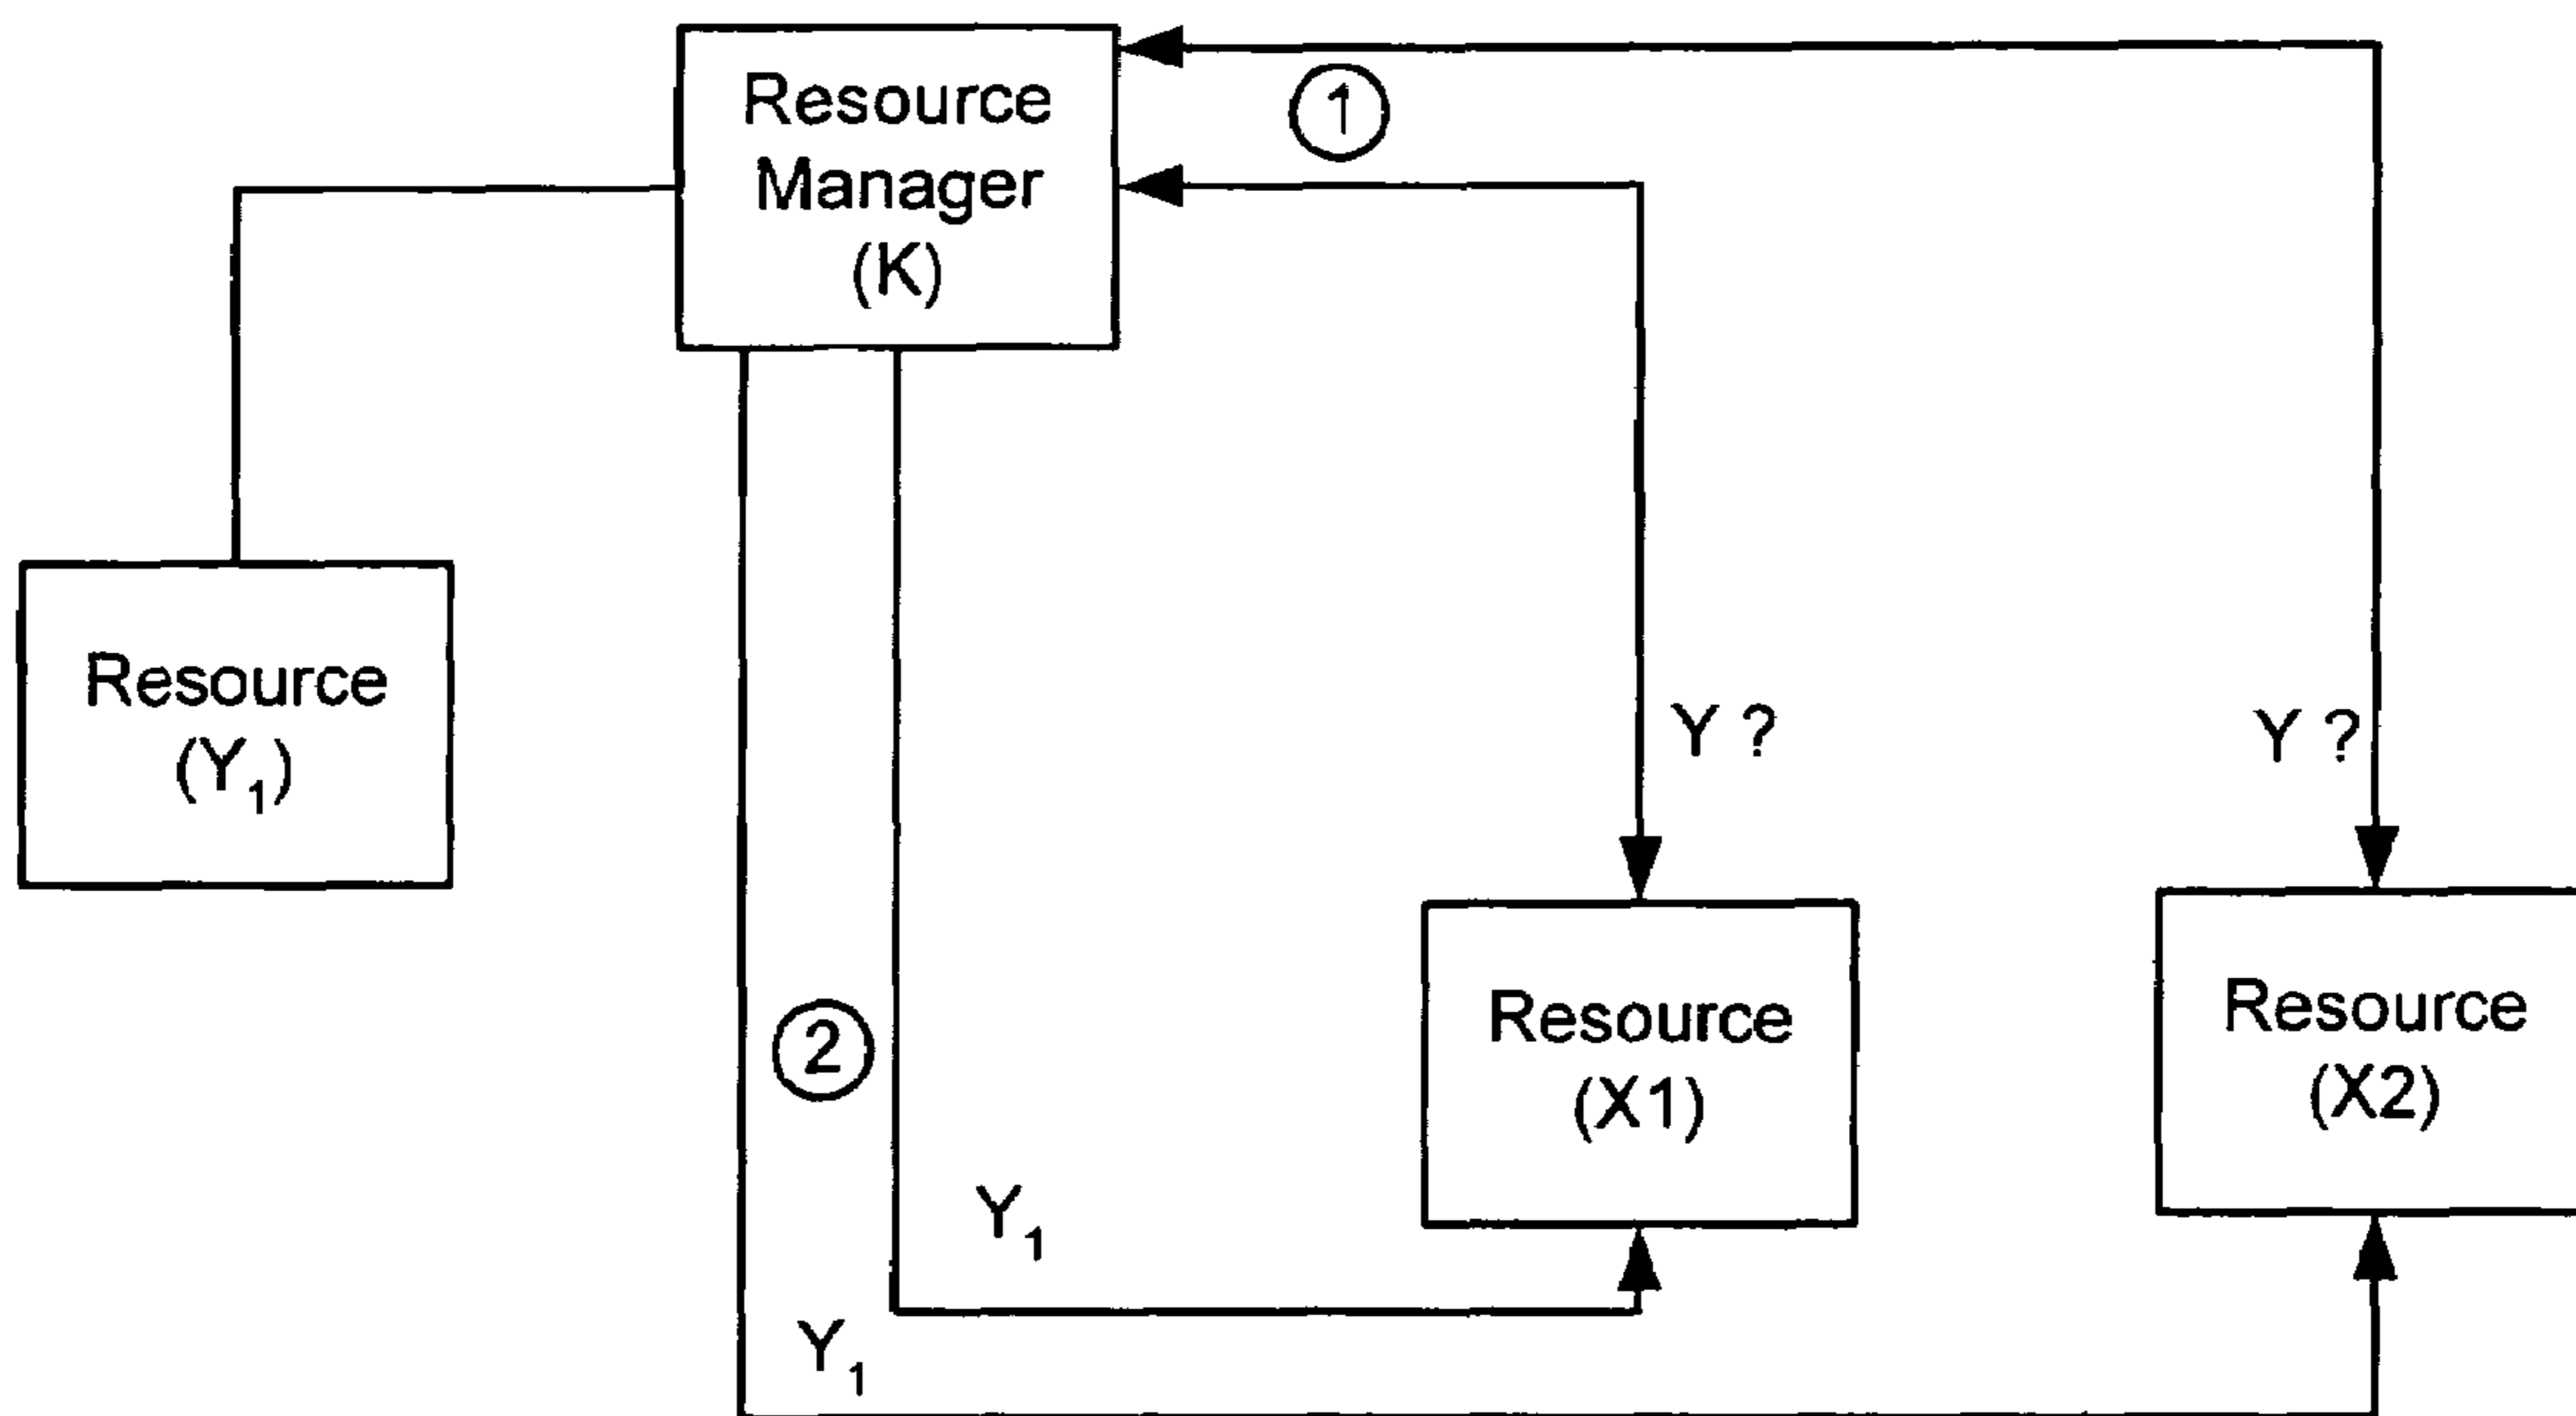 Resource
Manager
(K)
①
Resource
(Y₁)
Y ?
Y ?
Resource
(X1)
Resource
(X2)
②
Y₁
Y₁